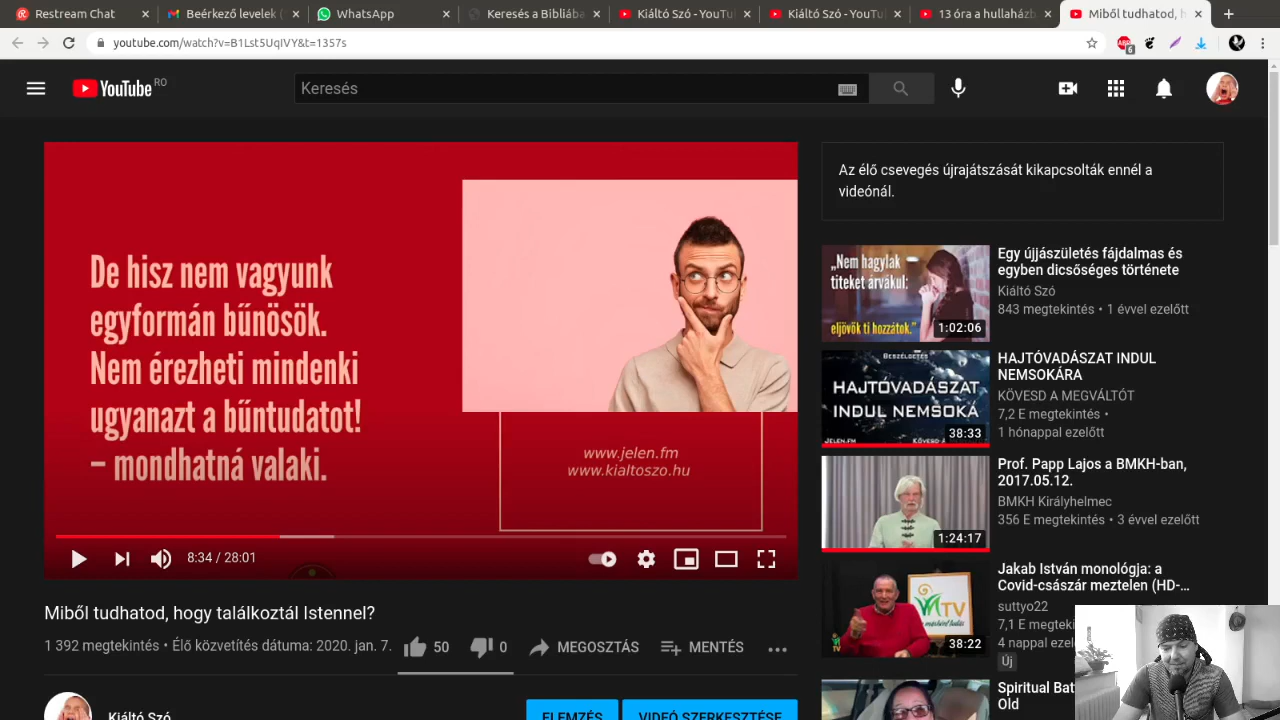 Restream Chat
Beérkező levelek (
WhatsApp
Keresés a Bibliába
Kiáltó Szó - YouTu
Kiáltó Szó - YouTu
13 óra a hullaházb
Miből tudhatod, h
youtube.com/watch?v=B1Lst5UqIVY&t=1357s
6
YouTube RO
Keresés
De hisz nem vagyunk
egyformán bűnösök.
Nem érezheti mindenki
ugyanazt a bűntudatot!
– mondhatná valaki.
www.jelen.fm
www.kialtoszo.hu
8:34 / 28:01
Miből tudhatod, hogy találkoztál Istennel?
1 392 megtekintés • Élő közvetítés dátuma: 2020. jan. 7.
50
0
MEGOSZTÁS
MENTÉS
Kiáltó Szó
ELEMZÉS
VIDEÓ SZERKESZTÉSE
Az élő csevegés újrajátszását kikapcsolták ennél a
videónál.
„Nem hagylak
titeket árvákul:
eljövök ti hozzátok.”
1:02:06
Egy újjászületés fájdalmas és
egyben dicsőséges története
Kiáltó Szó
843 megtekintés • 1 évvel ezelőtt
BESZÉLGETÉS
HAJTÓVADÁSZAT
INDUL NEMSOKÁ
JELEN.FM
38:33
HAJTÓVADÁSZAT INDUL
NEMSOKÁRA
KÖVESD A MEGVÁLTÓT
7,2 E megtekintés •
1 hónappal ezelőtt
1:24:17
Prof. Papp Lajos a BMKH-ban,
2017.05.12.
BMKH Királyhelmec
356 E megtekintés • 3 évvel ezelőtt
TV
38:22
Jakab István monológja: a
Covid-császár meztelen (HD-...
suttyo22
7,1 E megteki
4 nappal ezel
Új
Spiritual Bat
Old